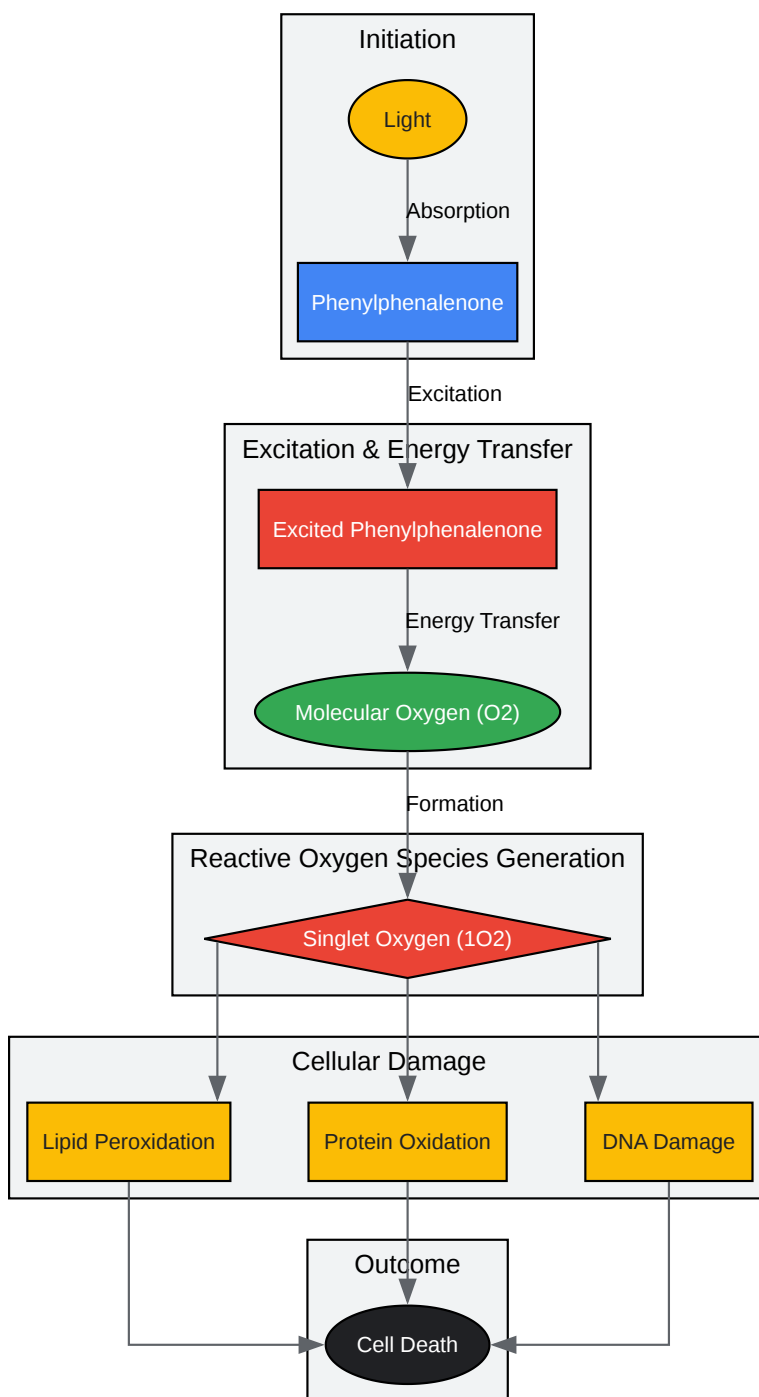 Initiation
Light
Absorption
Phenylphenalenone
Excitation
Excitation & Energy Transfer
Excited Phenylphenalenone
Energy Transfer
Molecular Oxygen (O2)
Formation
Reactive Oxygen Species Generation
Singlet Oxygen (1O2)
Cellular Damage
Lipid Peroxidation
Protein Oxidation
DNA Damage
Outcome
Cell Death